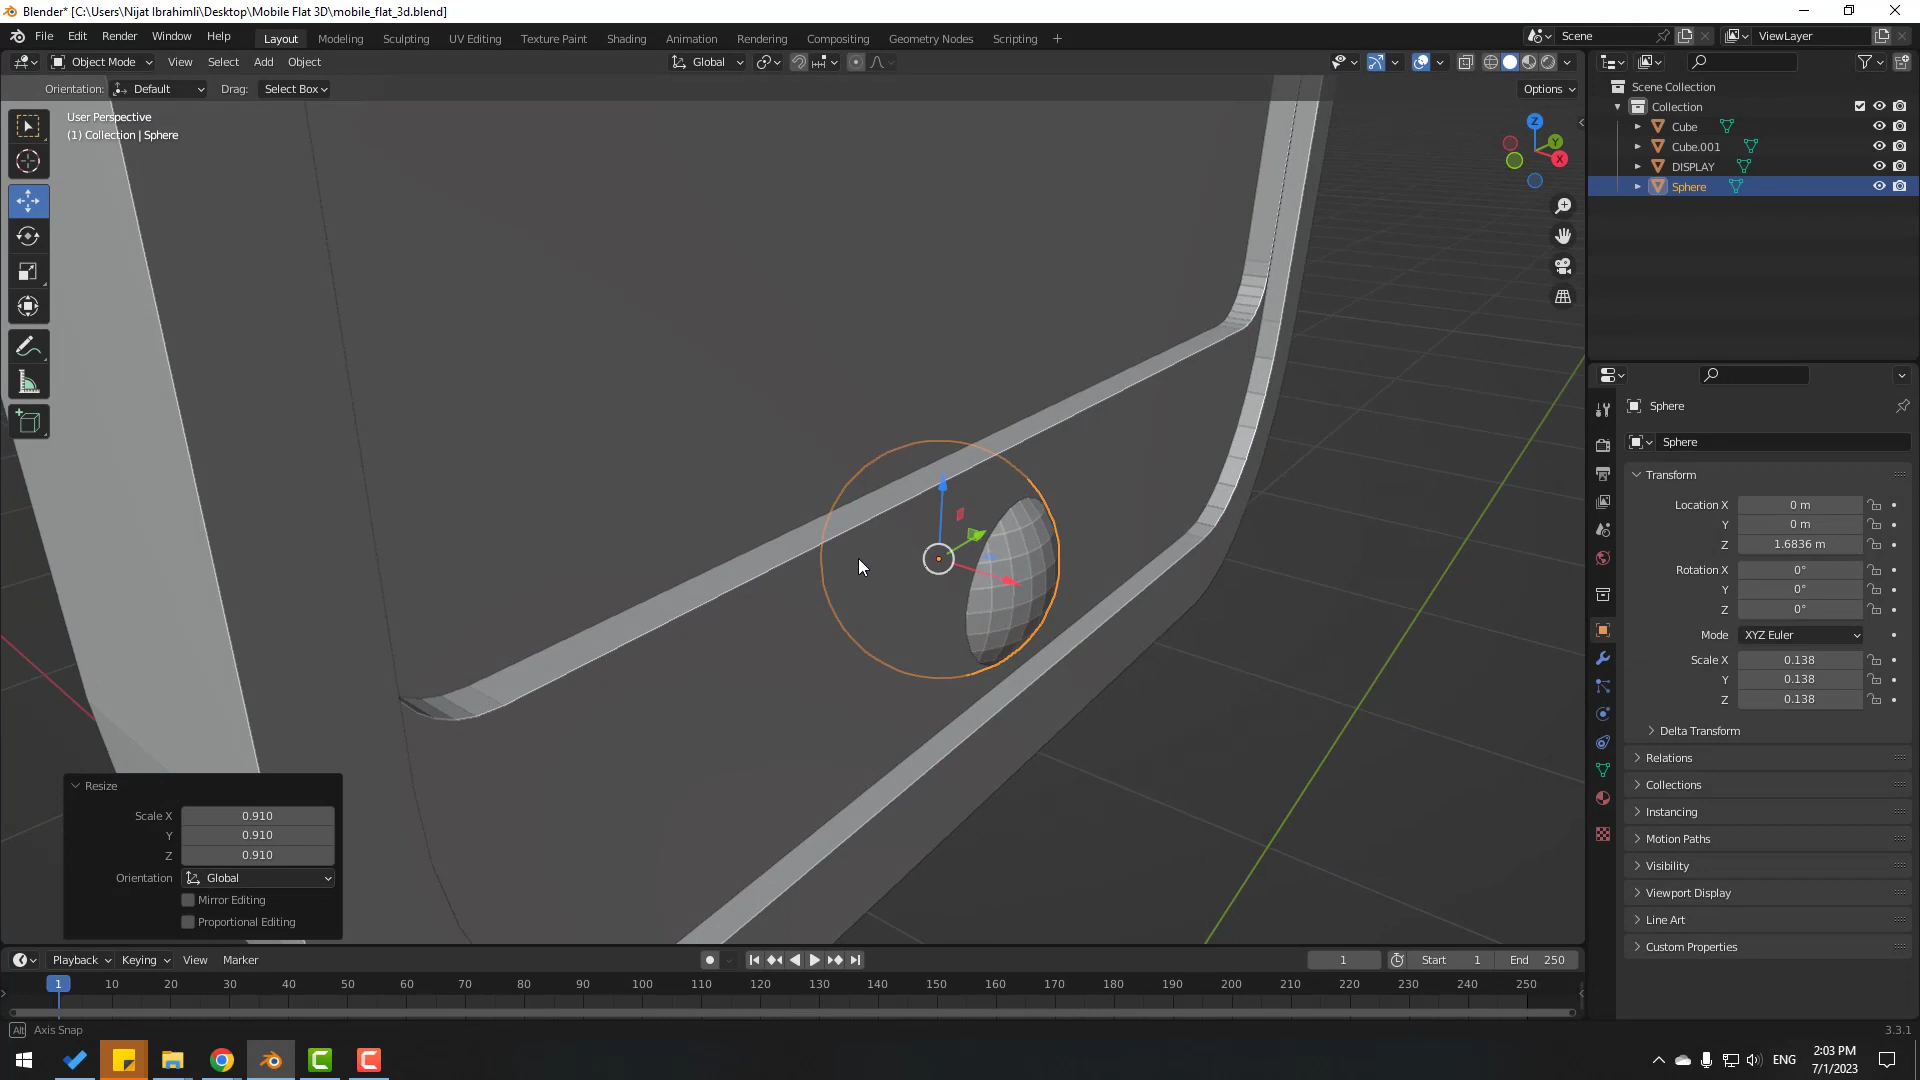 Blender* [C:\Users\Nijat Ibrahimli\Desktop\Mobile Flat 3D\mobile_flat_3d.blend]
File Edit Render Window Help Layout Modeling Sculpting UV Editing Texture Paint Shading Animation Rendering Compositing Geometry Nodes Scripting + Scene ViewLayer
Object Mode View Select Add Object Global
Orientation: Default Drag: Select Box Options
User Perspective
(1) Collection | Sphere
Z
Y
X
Scene Collection
Collection
Cube
Cube.001
DISPLAY
Sphere
Sphere
Sphere
Transform
Location X 0 m
Y 0 m
Z 1.6836 m
Rotation X 0°
Y 0°
Z 0°
Mode XYZ Euler
Scale X 0.138
Y 0.138
Z 0.138
Delta Transform
Relations
Collections
Instancing
Motion Paths
Visibility
Viewport Display
Line Art
Custom Properties
Resize
Scale X 0.910
Y 0.910
Z 0.910
Orientation Global
Mirror Editing
Proportional Editing
Playback Keying View Marker 1 Start 1 End 250
1 10 20 30 40 50 60 70 80 90 100 110 120 130 140 150 160 170 180 190 200 210 220 230 240 250
Alt Axis Snap 3.3.1
ENG 2:03 PM
7/1/2023